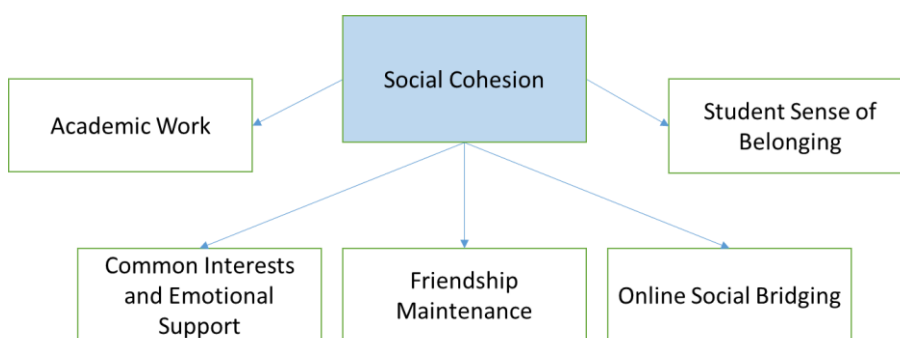 Social Cohesion
Academic Work
Student Sense of
Belonging
Common Interests
and Emotional
Support
Friendship
Maintenance
Online Social Bridging